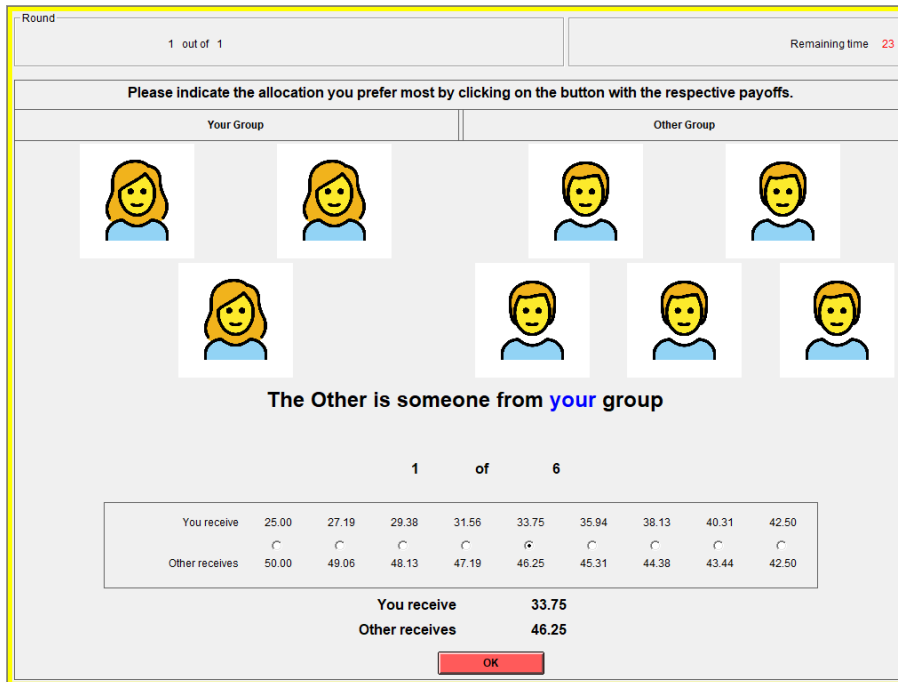 Round
1 out of 1
Remaining time 23
Please indicate the allocation you prefer most by clicking on the button with the respective payoffs.
Your Group
Other Group
The Other is someone from your group
1 of 6
You receive 25.00 27.19 29.38 31.56 33.75 35.94 38.13 40.31 42.50
Other receives 50.00 49.06 48.13 47.19 46.25 45.31 44.38 43.44 42.50
You receive 33.75
Other receives 46.25
OK